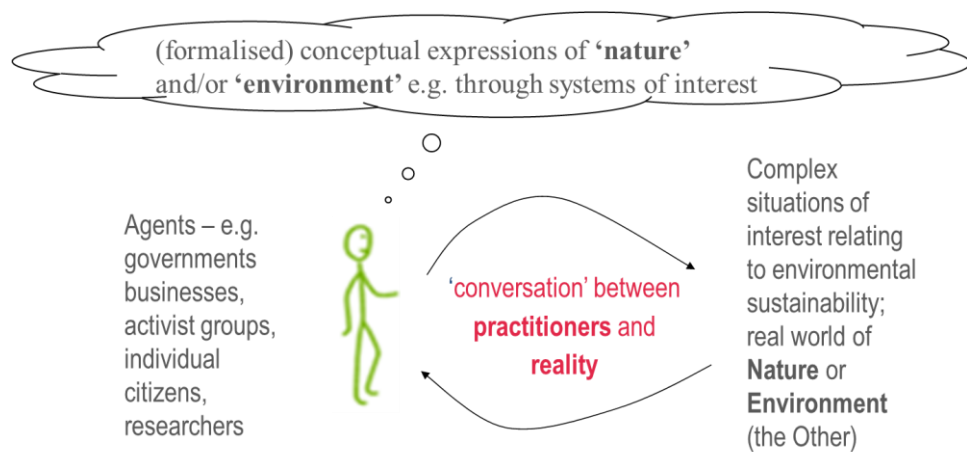 (formalised) conceptual expressions of ‘nature’
and/or ‘environment’ e.g. through systems of interest
Agents – e.g.
governments
businesses,
activist groups,
individual
citizens,
researchers
‘conversation’ between
practitioners and
reality
Complex
situations of
interest relating
to environmental
sustainability;
real world of
Nature or
Environment
(the Other)